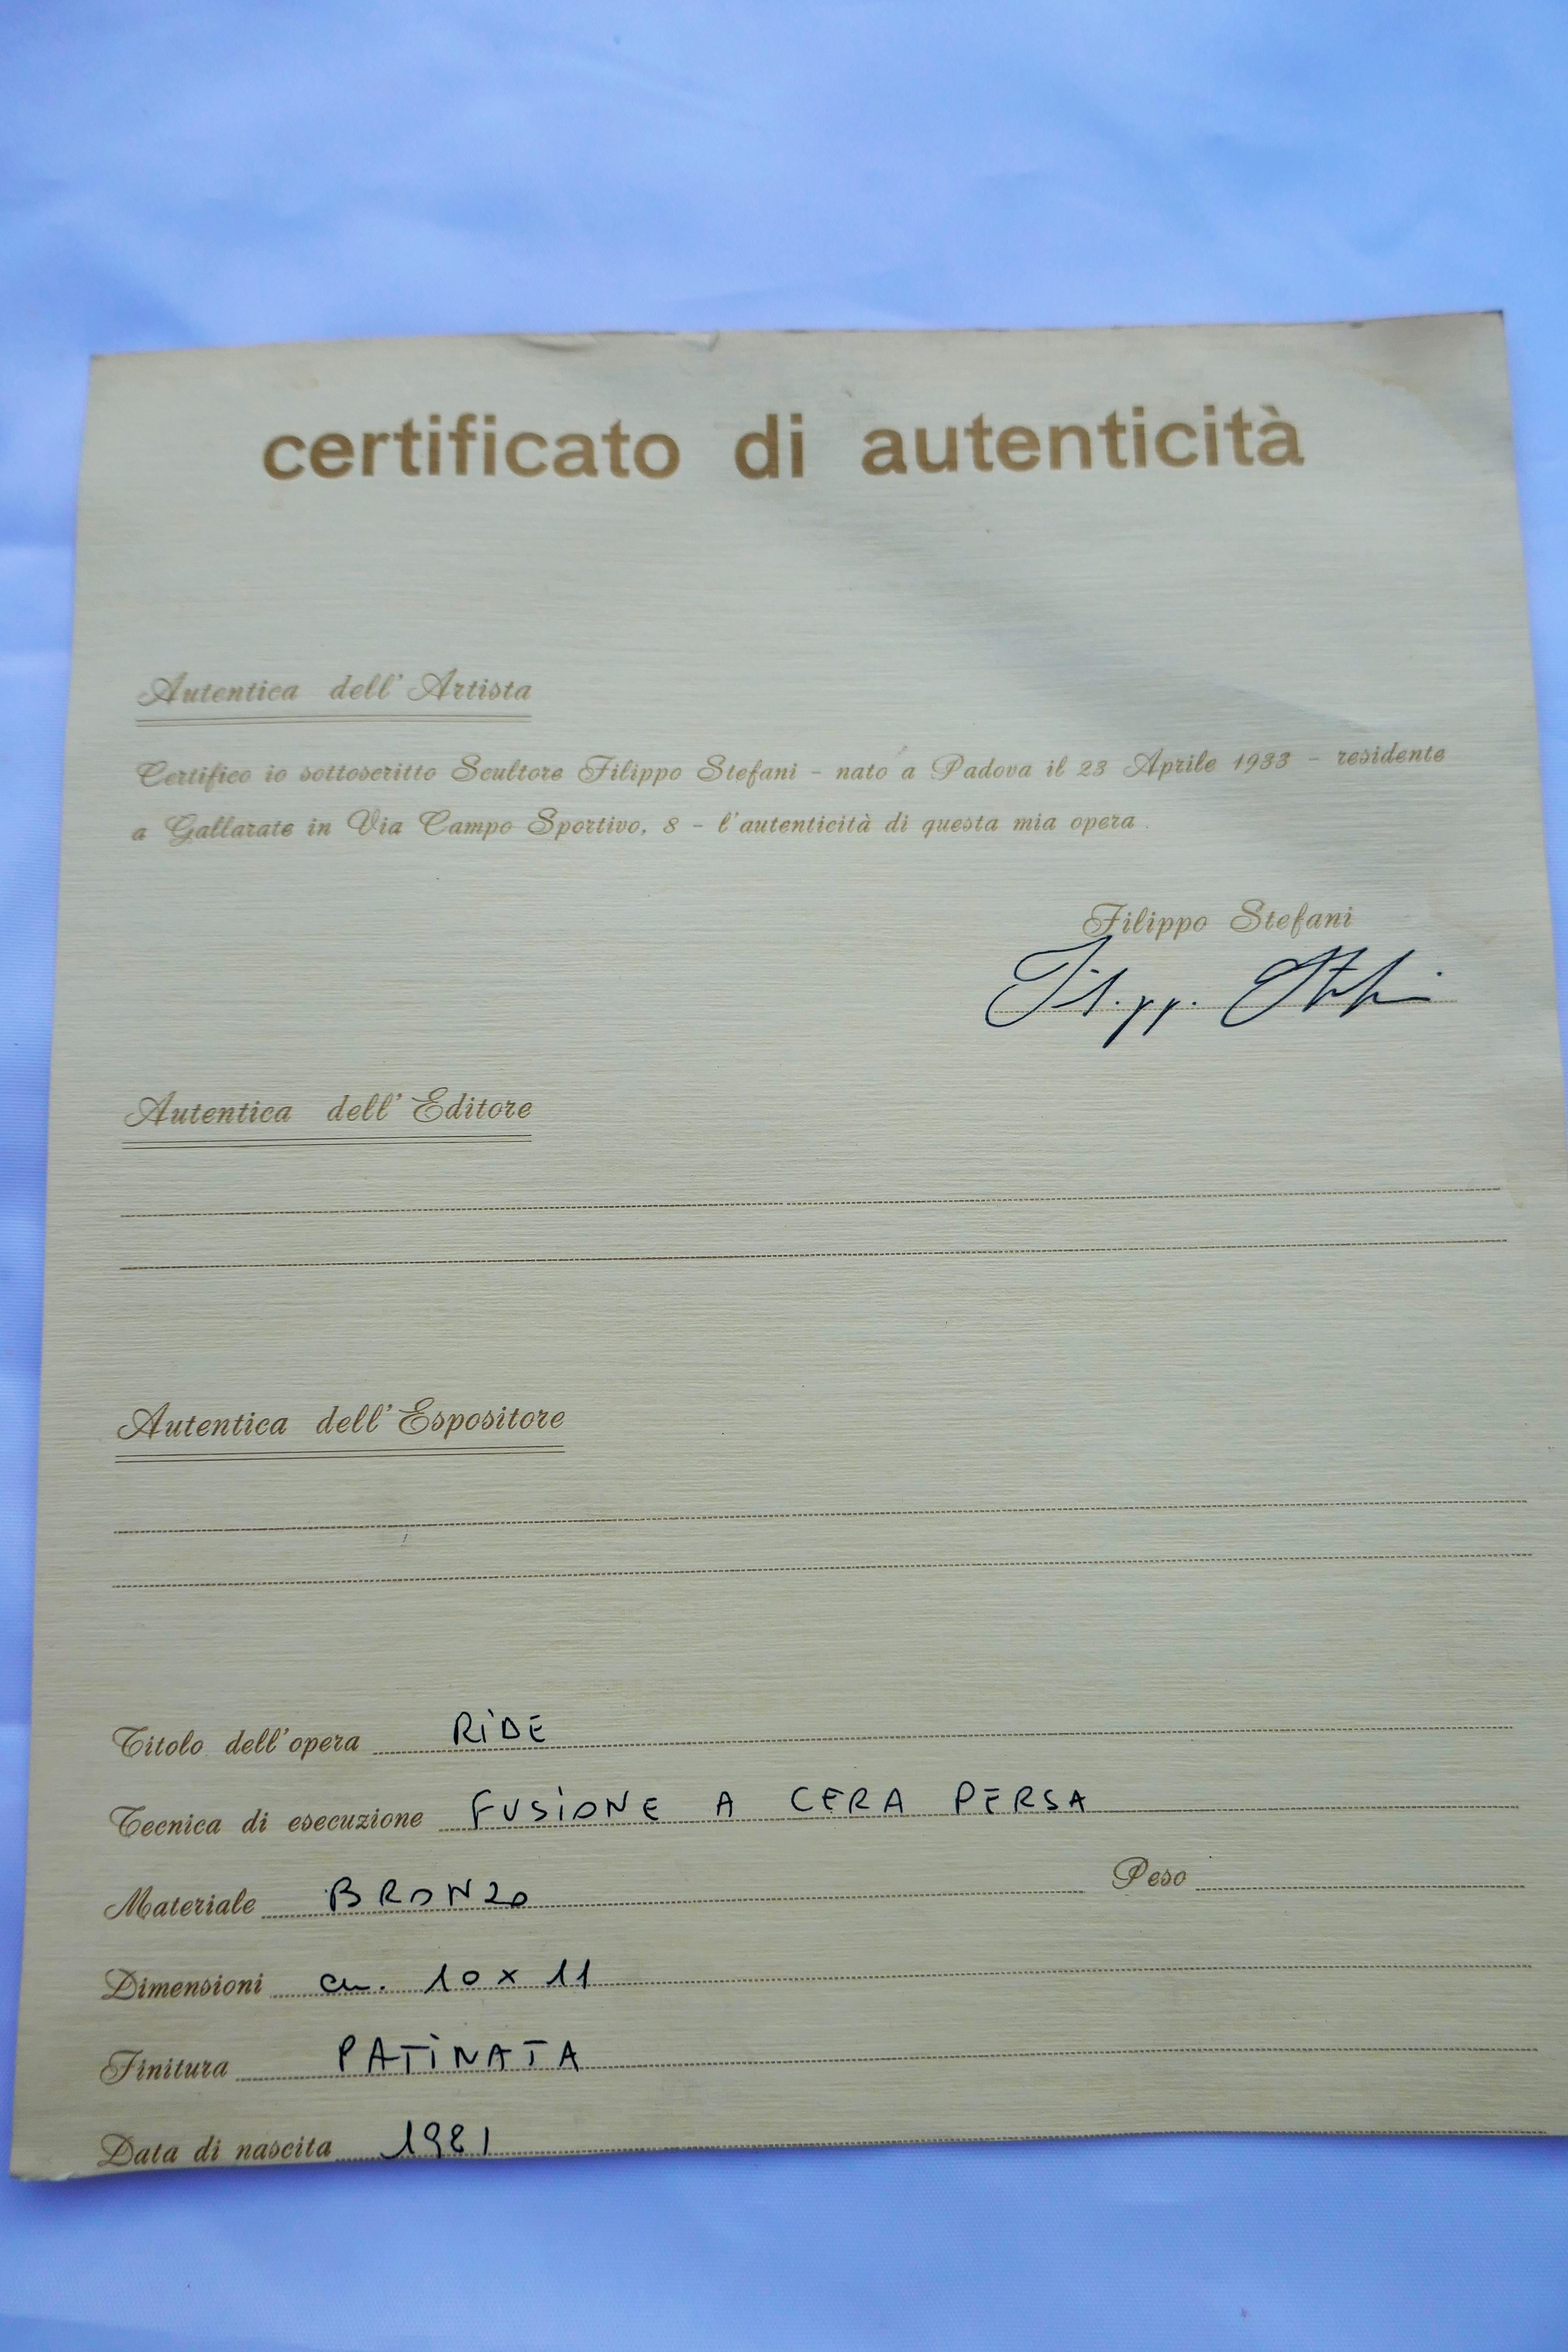 certificato di autenticità
Autentica dell'Artista
Certifico io sottoscritto Scultore Filippo Stefani - nato a Padova il 23 Aprile 1933 - residente
a Gallarate in Via Campo Sportivo, 8 - l'autenticità di questa mia opera.
Filippo Stefani
Filippo Stefani
Autentica dell'Editore
Autentica dell'Espositore
Titolo dell'opera RIDE
Tecnica di esecuzione FUSIONE A CERA PERSA
Materiale BRONZO Peso
Dimensioni cm. 10 x 11
Finitura PATINATA
Data di nascita 1981